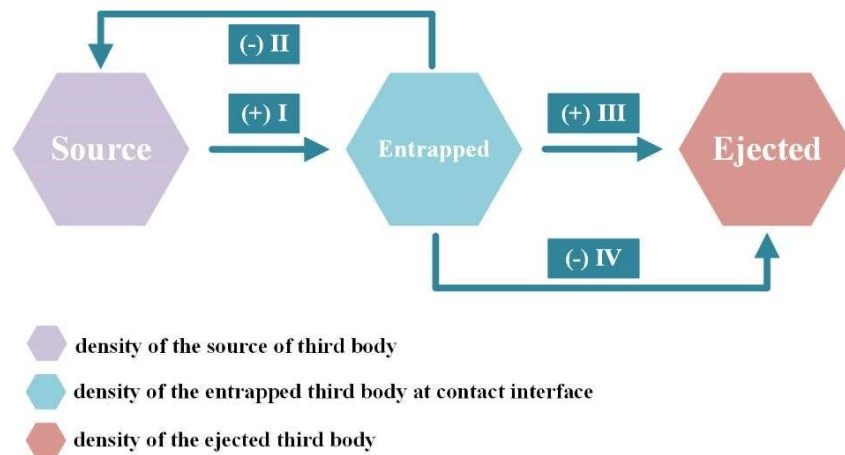 (-) II
(+) I
(+) III
Source
Entrapped
Ejected
(-) IV
density of the source of third body
density of the entrapped third body at contact interface
density of the ejected third body